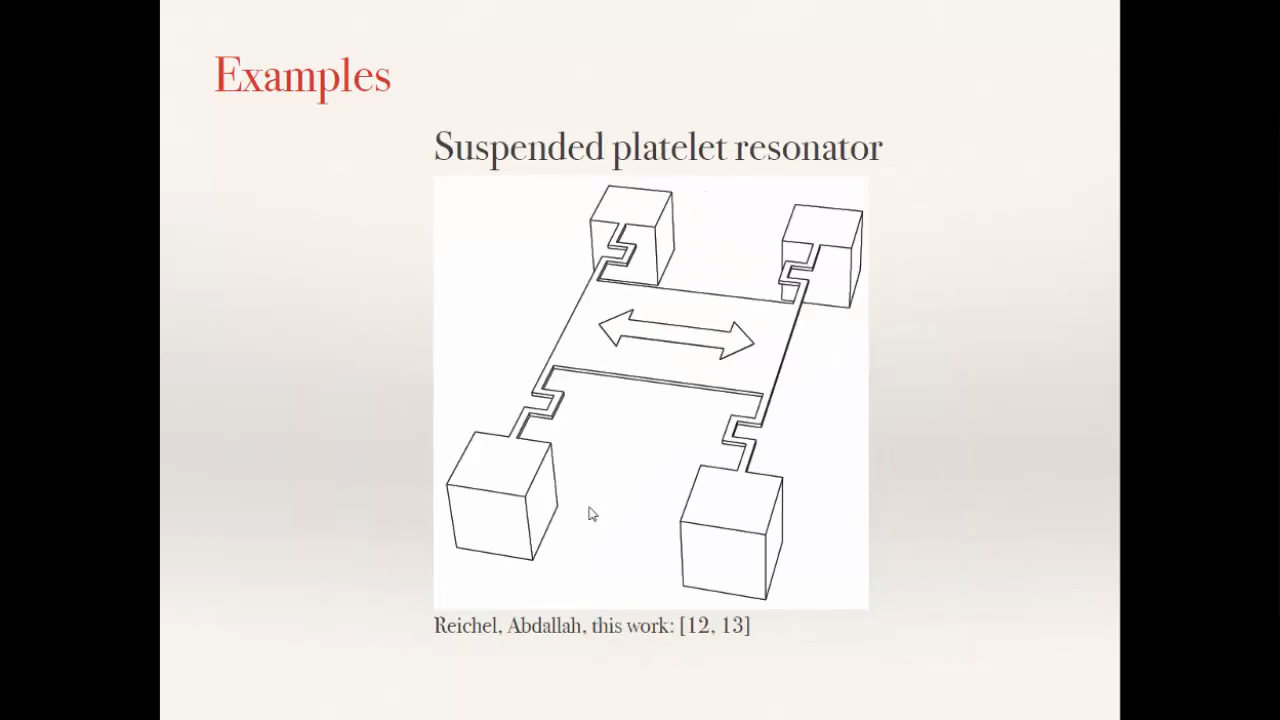 Examples
Suspended platelet resonator
Reichel, Abdallah, this work: [12, 13]